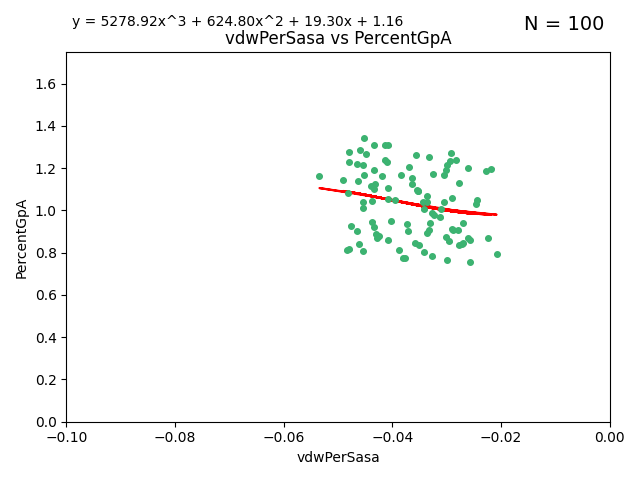 y = 5278.92x^3 + 624.80x^2 + 19.30x + 1.16
N = 100
vdwPerSasa vs PercentGpA
PercentGpA
1.6
1.4
1.2
1.0
0.8
0.6
0.4
0.2
0.0
−0.10 −0.08 −0.06 −0.04 −0.02 0.00
vdwPerSasa